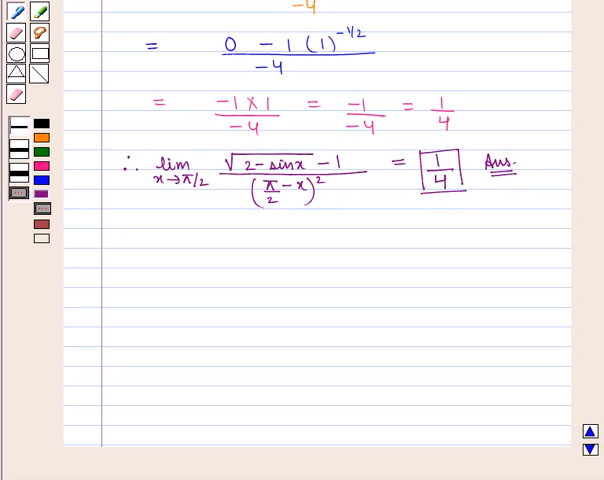 -4
= 0 - 1 (1)^{-1/2} / -4
= -1 × 1 / -4 = -1 / -4 = 1 / 4
∴ lim x→π/2 √(2 - sinx) - 1 / (π/2 - x)^2 = 1/4 Ans.